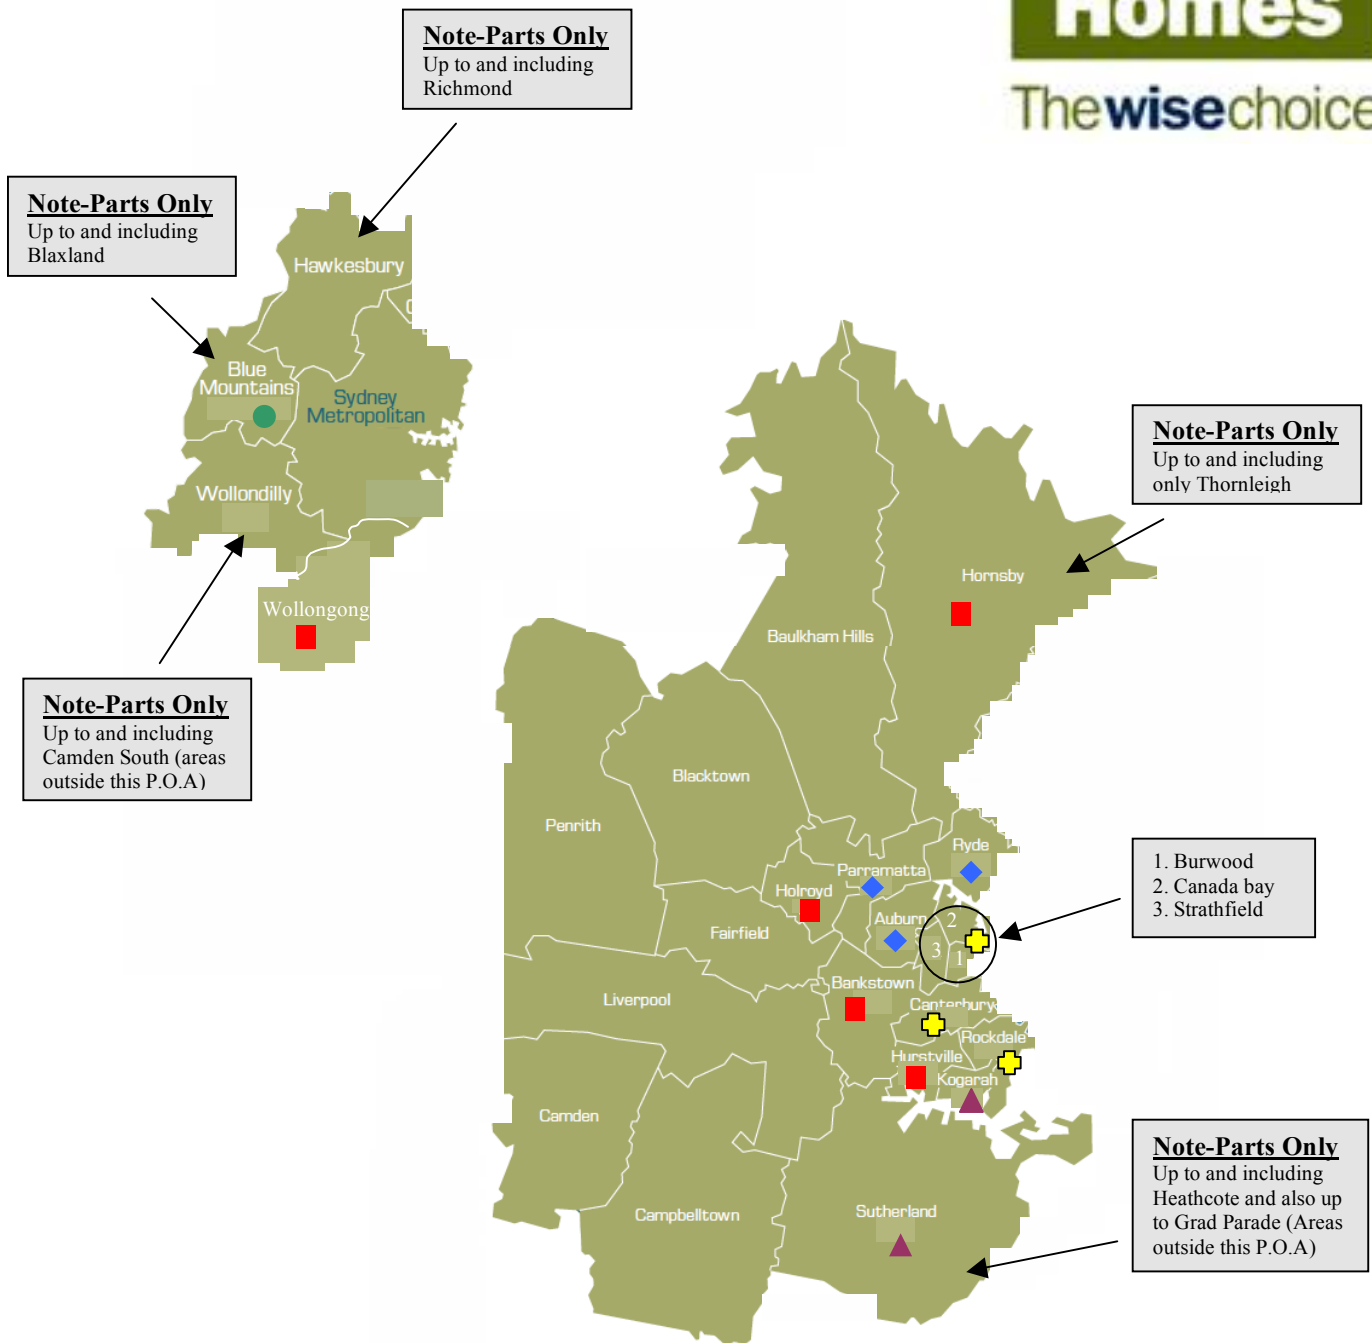 Homes
Thewisechoice
Note-Parts Only
Up to and including
Richmond
Note-Parts Only
Up to and including
Blaxland
Hawkesbury
Blue
Mountains
Sydney
Metropolitan
Wollondilly
Wollongong
Note-Parts Only
Up to and including
Camden South (areas
outside this P.O.A)
Note-Parts Only
Up to and including
only Thornleigh
Hornsby
Baulkham Hills
Blacktown
Penrith
Ryde
Parramatta
Holroyd
Auburn
Fairfield
2
3
1
1. Burwood
2. Canada bay
3. Strathfield
Bankstown
Liverpool
Canterbury
Rockdale
Hurstville
Kogarah
Camden
Campbelltown
Sutherland
Note-Parts Only
Up to and including
Heathcote and also up
to Grad Parade (Areas
outside this P.O.A)